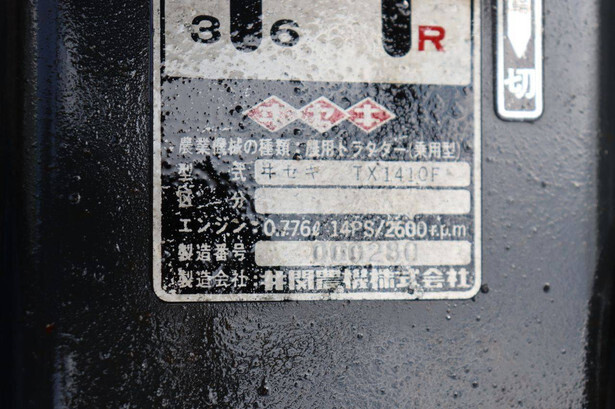 3 6 R
切
ヰセキ
農業機械の種類:農用トラクター(乗用型)
型式 ヰセキ TX1410F
区分
エンジン:0.776ℓ 14PS/2600r.p.m
製造番号 000280
製造会社 井関農機株式会社